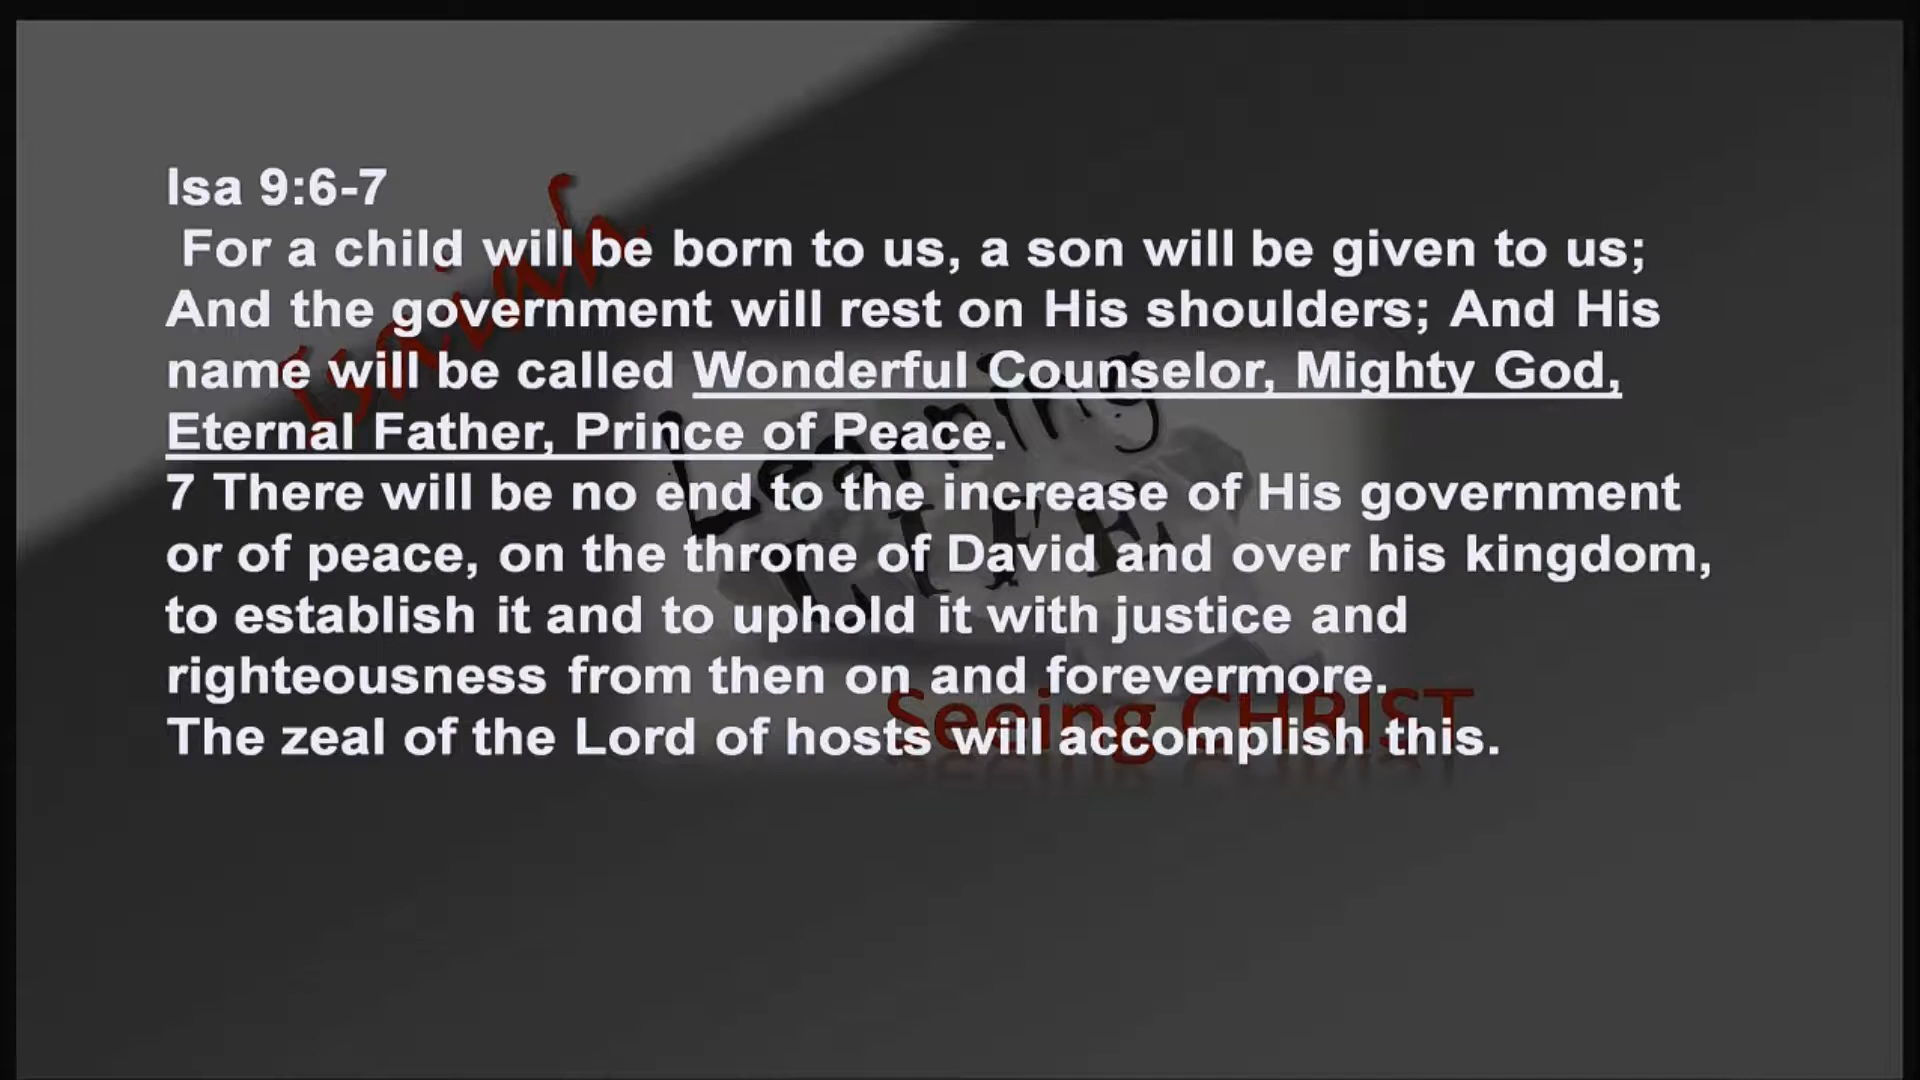 Isa 9:6-7
For a child will be born to us, a son will be given to us;
And the government will rest on His shoulders; And His
name will be called Wonderful Counselor, Mighty God,
Eternal Father, Prince of Peace.
7 There will be no end to the increase of His government
or of peace, on the throne of David and over his kingdom,
to establish it and to uphold it with justice and
righteousness from then on and forevermore.
The zeal of the Lord of hosts will accomplish this.
Isaiah
Learning
LIFE
Seeing CHRIST